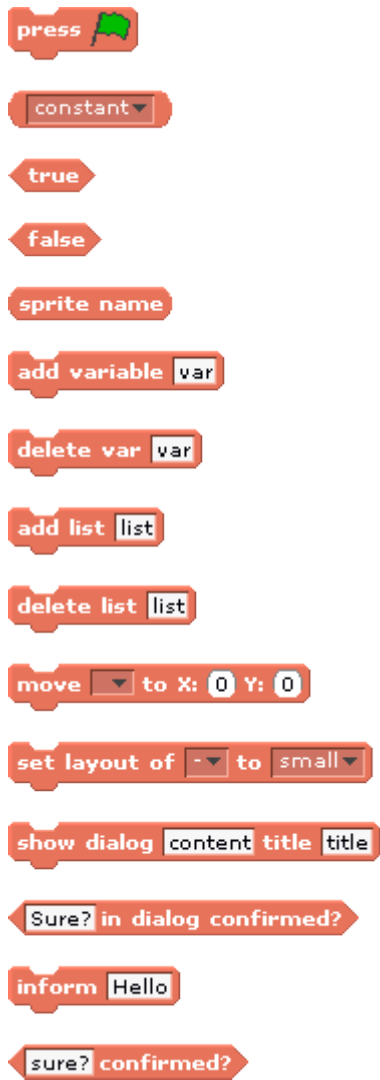 press
constant
true
false
sprite name
add variable var
delete var var
add list list
delete list list
move to X: 0 Y: 0
set layout of - to small
show dialog content title title
Sure? in dialog confirmed?
inform Hello
sure? confirmed?